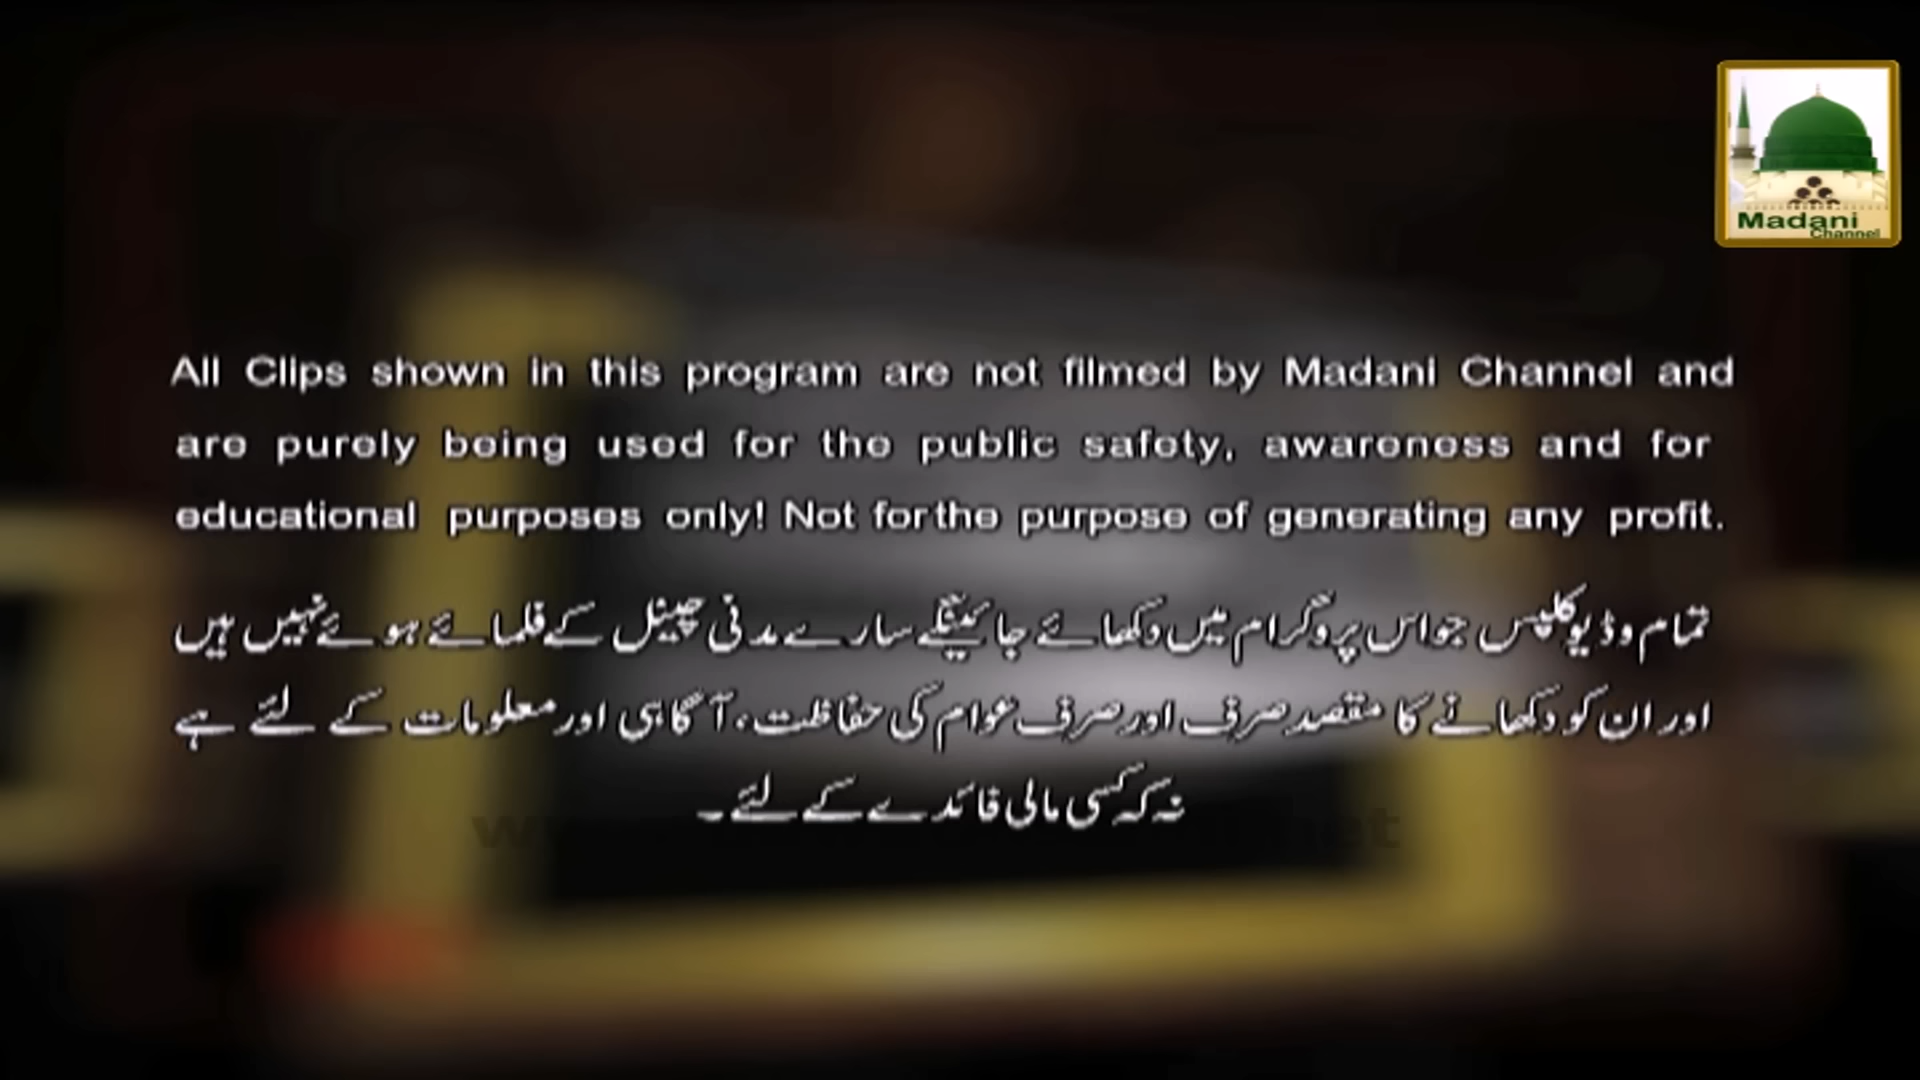 Madani
Channel
All Clips shown in this program are not filmed by Madani Channel and
are purely being used for the public safety, awareness and for
educational purposes only! Not for the purpose of generating any profit.
تمام وڈیو کلپس جو اس پروگرام میں دکھائے جائینگے سارے مدنی چینل کے فلمائے ہوئے نہیں ہیں
اور ان کو دکھانے کا مقصد صرف اور صرف عوام کی حفاظت، آگاہی اور معلومات کے لئے ہے
نہ کہ کسی مالی فائدے کے لئے۔